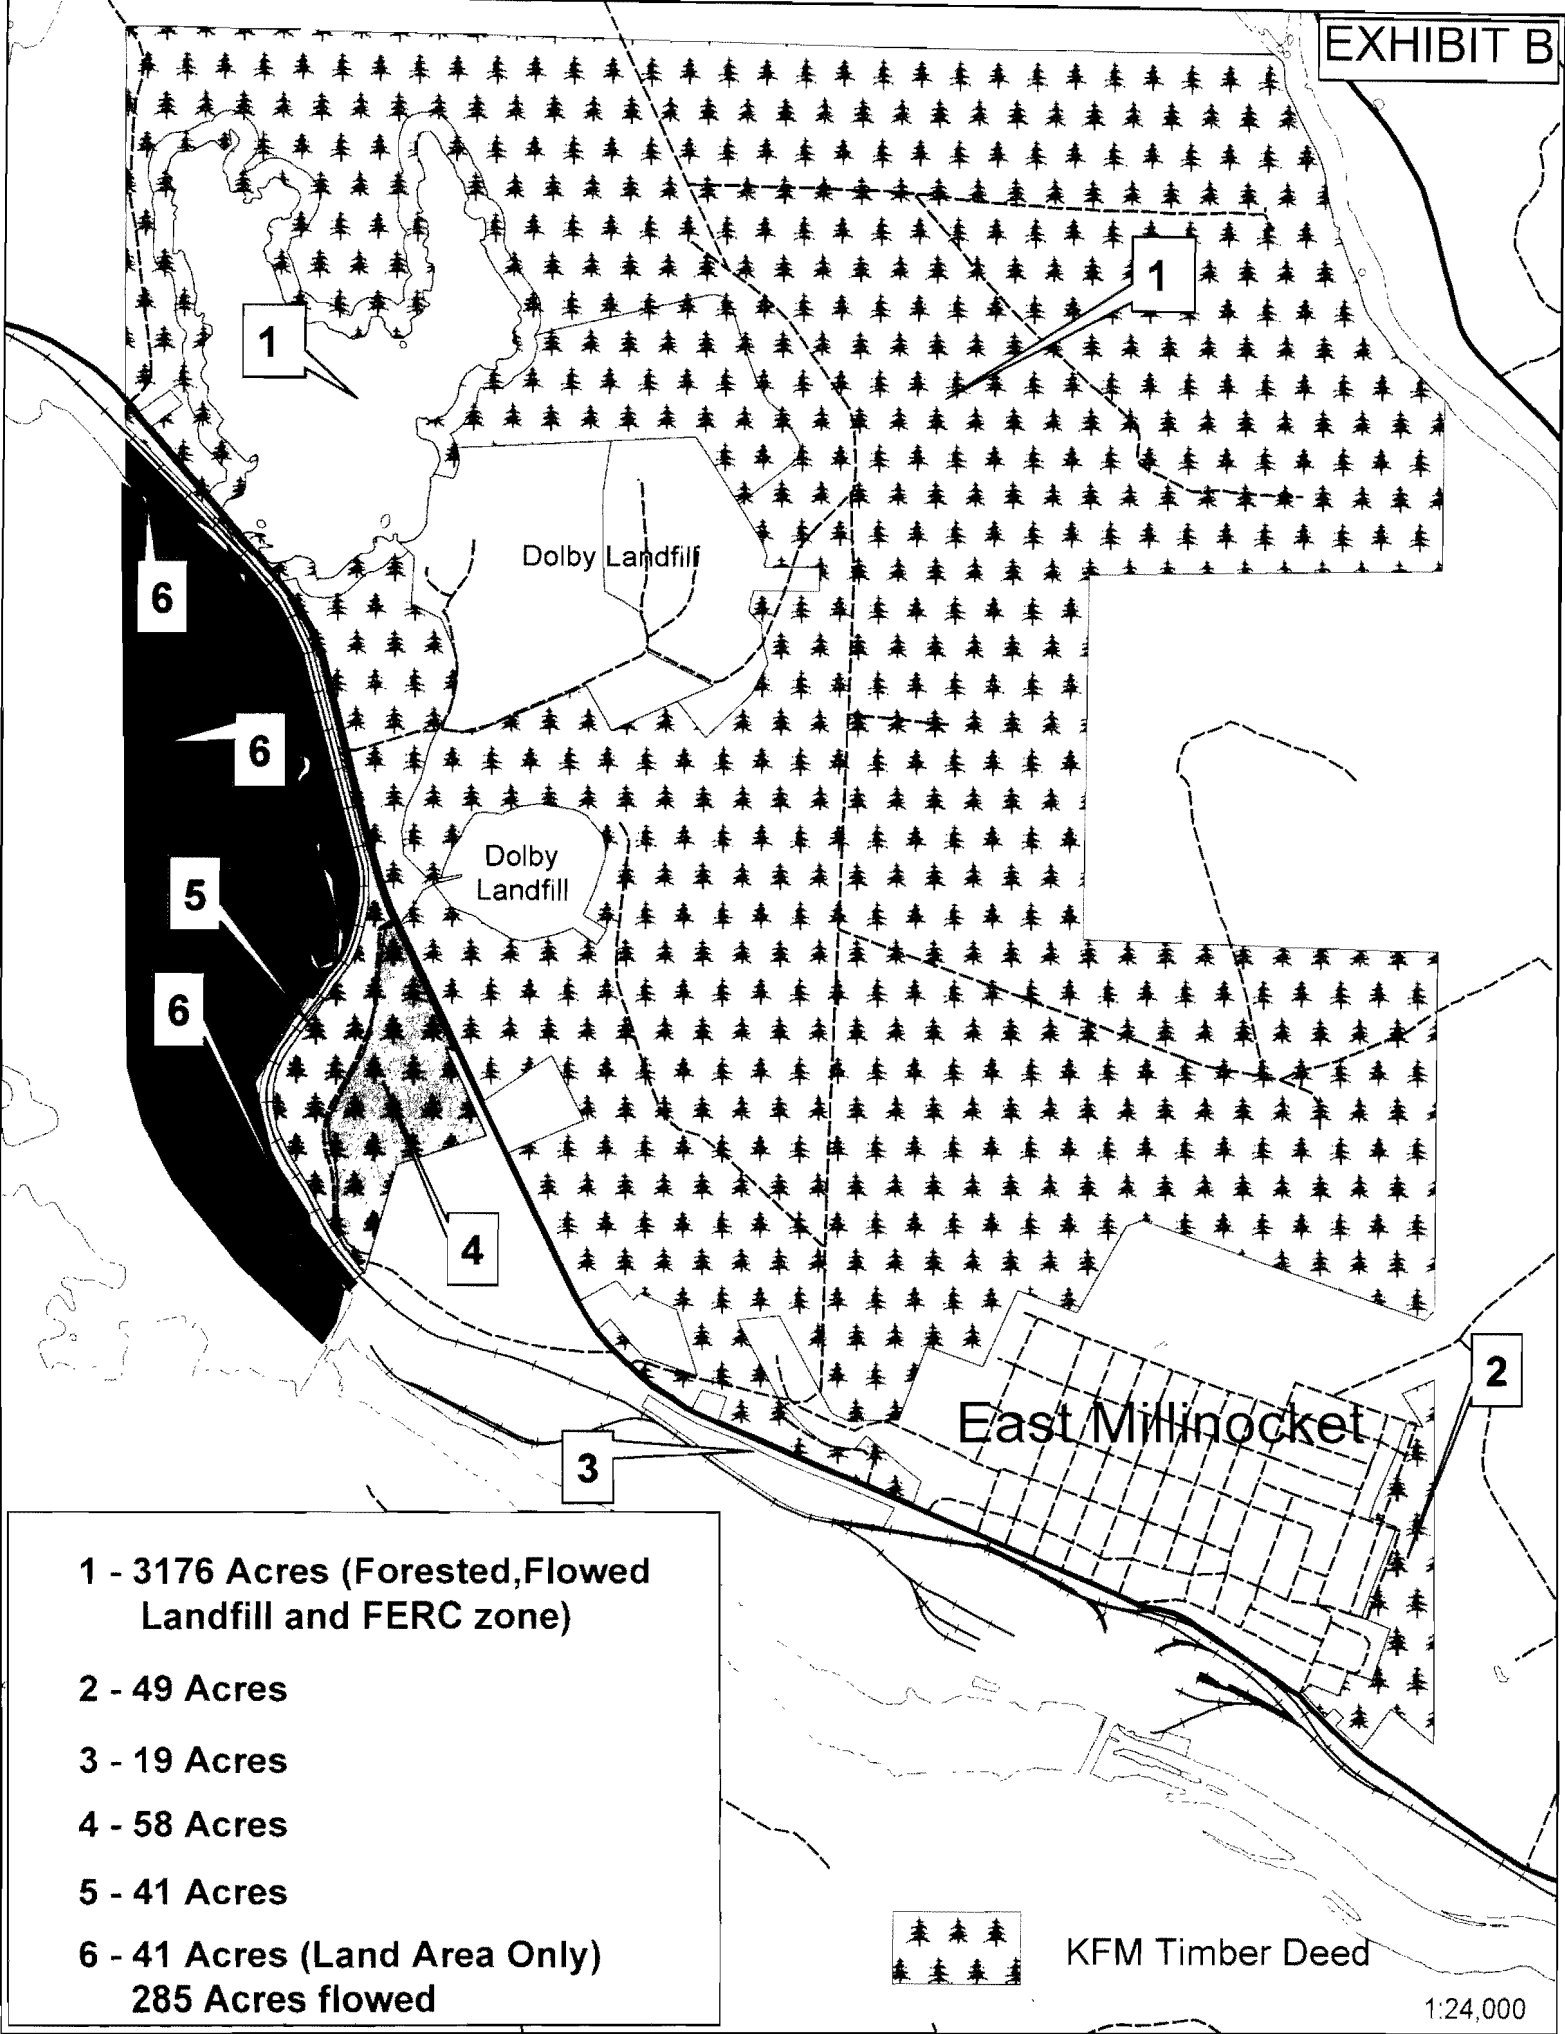 EXHIBIT B
1
1
Dolby Landfill
6
6
Dolby
Landfill
5
6
4
2
East Millinocket
3
1 - 3176 Acres (Forested,Flowed
Landfill and FERC zone)
2 - 49 Acres
3 - 19 Acres
4 - 58 Acres
5 - 41 Acres
6 - 41 Acres (Land Area Only)
285 Acres flowed
KFM Timber Deed
1:24,000